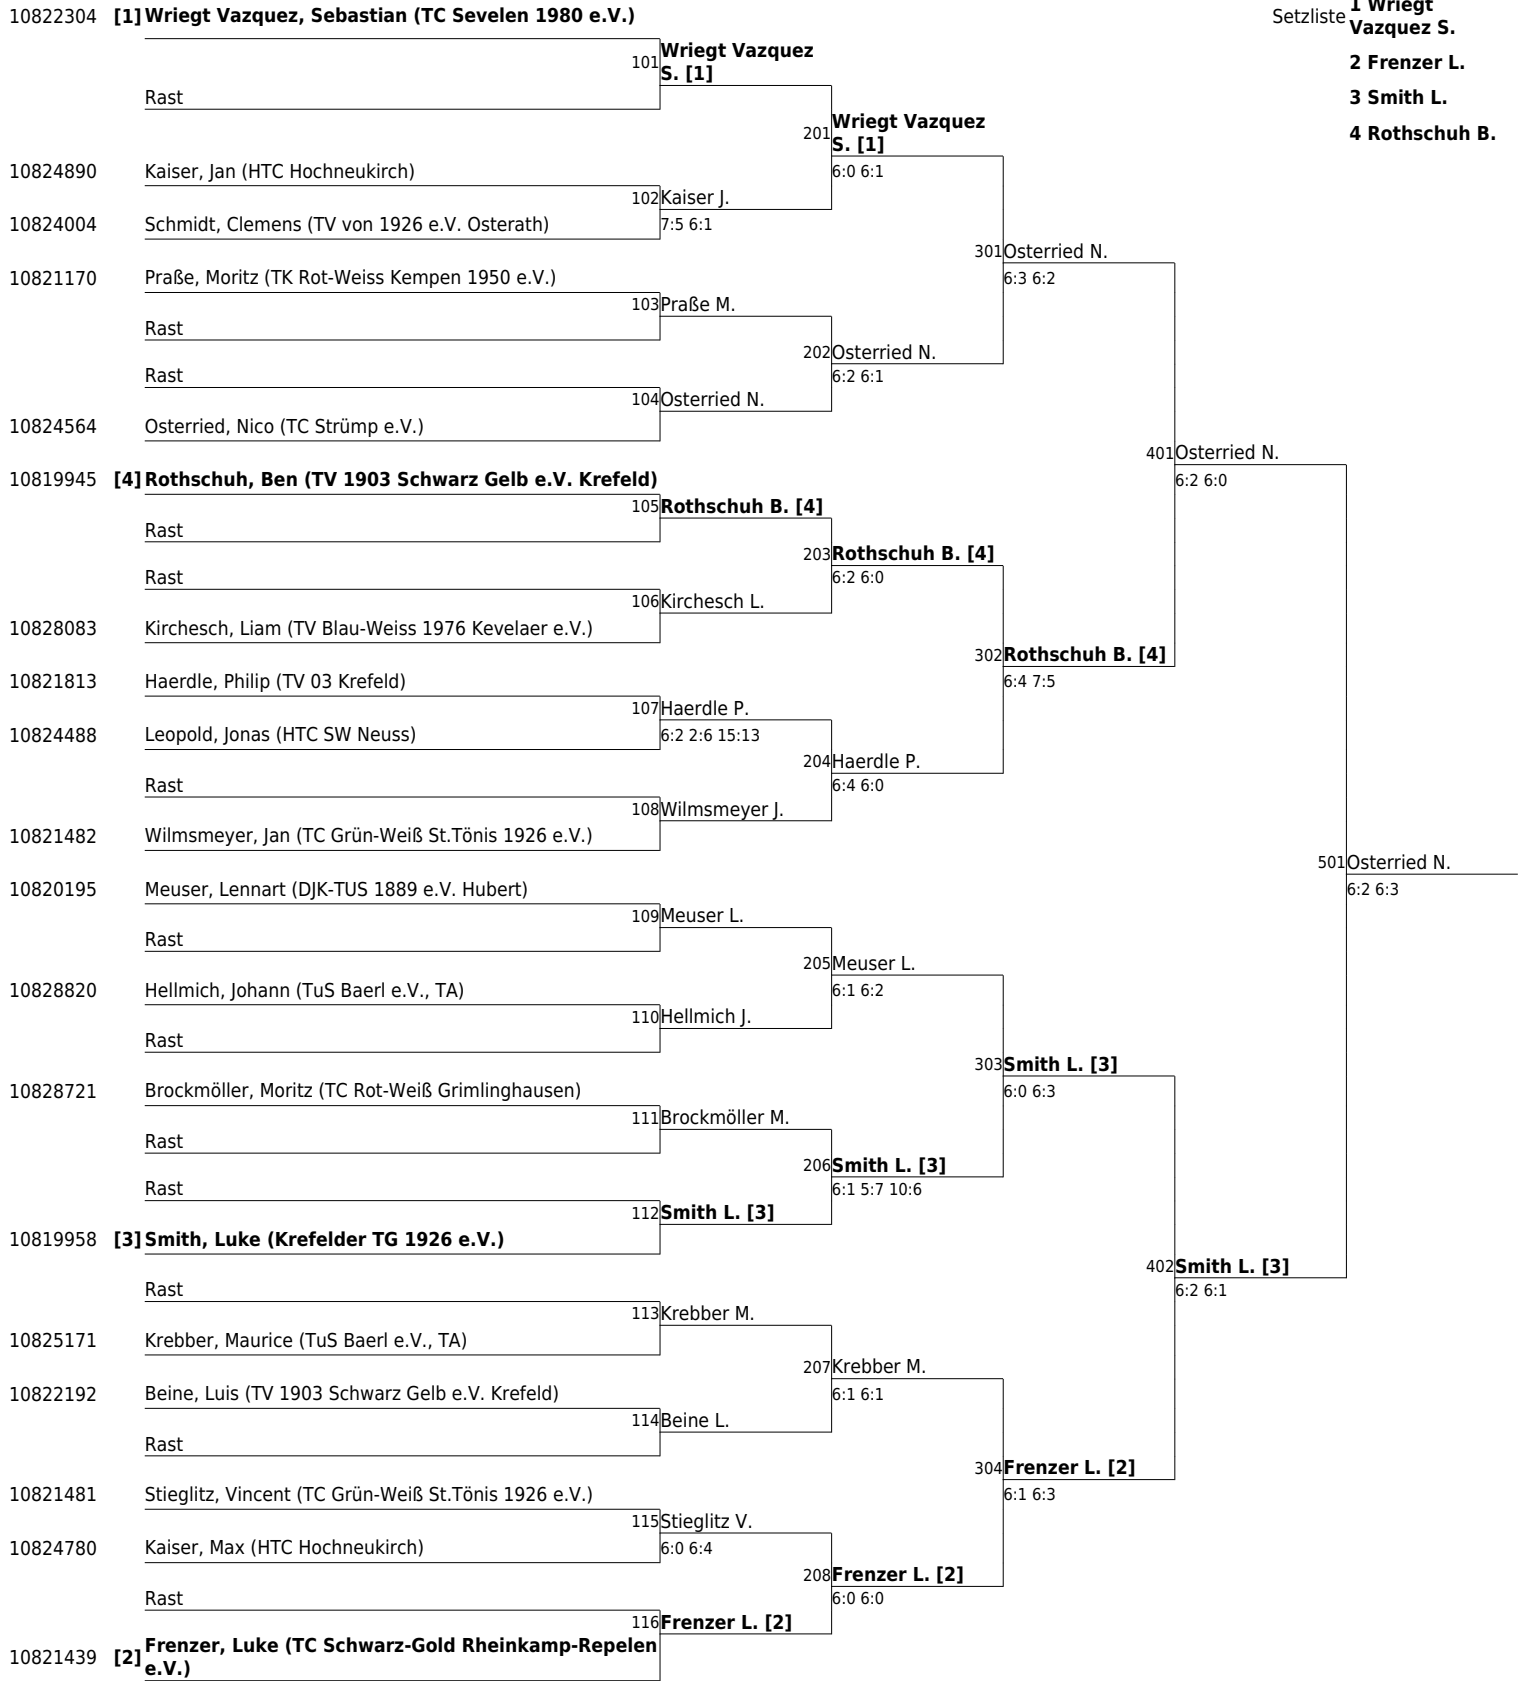 10822304 [1] Wriegt Vazquez, Sebastian (TC Sevelen 1980 e.V.)
Setzliste
1 Wriegt
Vazquez S.
2 Frenzer L.
3 Smith L.
4 Rothschuh B.
101 Wriegt Vazquez
S. [1]
Rast
201 Wriegt Vazquez
S. [1]
6:0 6:1
10824890 Kaiser, Jan (HTC Hochneukirch)
102 Kaiser J.
7:5 6:1
10824004 Schmidt, Clemens (TV von 1926 e.V. Osterath)
301 Osterried N.
6:3 6:2
10821170 Praße, Moritz (TK Rot-Weiss Kempen 1950 e.V.)
103 Praße M.
Rast
202 Osterried N.
6:2 6:1
Rast
104 Osterried N.
10824564 Osterried, Nico (TC Strümp e.V.)
401 Osterried N.
6:2 6:0
10819945 [4] Rothschuh, Ben (TV 1903 Schwarz Gelb e.V. Krefeld)
105 Rothschuh B. [4]
Rast
203 Rothschuh B. [4]
6:2 6:0
Rast
106 Kirchesch L.
10828083 Kirchesch, Liam (TV Blau-Weiss 1976 Kevelaer e.V.)
302 Rothschuh B. [4]
6:4 7:5
10821813 Haerdle, Philip (TV 03 Krefeld)
107 Haerdle P.
6:2 2:6 15:13
10824488 Leopold, Jonas (HTC SW Neuss)
204 Haerdle P.
6:4 6:0
Rast
108 Wilmsmeyer J.
10821482 Wilmsmeyer, Jan (TC Grün-Weiß St.Tönis 1926 e.V.)
501 Osterried N.
6:2 6:3
10820195 Meuser, Lennart (DJK-TUS 1889 e.V. Hubert)
109 Meuser L.
Rast
205 Meuser L.
6:1 6:2
10828820 Hellmich, Johann (TuS Baerl e.V., TA)
110 Hellmich J.
Rast
303 Smith L. [3]
6:0 6:3
10828721 Brockmöller, Moritz (TC Rot-Weiß Grimlinghausen)
111 Brockmöller M.
Rast
206 Smith L. [3]
6:1 5:7 10:6
Rast
112 Smith L. [3]
10819958 [3] Smith, Luke (Krefelder TG 1926 e.V.)
402 Smith L. [3]
6:2 6:1
Rast
113 Krebber M.
10825171 Krebber, Maurice (TuS Baerl e.V., TA)
207 Krebber M.
6:1 6:1
10822192 Beine, Luis (TV 1903 Schwarz Gelb e.V. Krefeld)
114 Beine L.
Rast
304 Frenzer L. [2]
6:1 6:3
10821481 Stieglitz, Vincent (TC Grün-Weiß St.Tönis 1926 e.V.)
115 Stieglitz V.
6:0 6:4
10824780 Kaiser, Max (HTC Hochneukirch)
208 Frenzer L. [2]
6:0 6:0
Rast
116 Frenzer L. [2]
10821439 [2] Frenzer, Luke (TC Schwarz-Gold Rheinkamp-Repelen
e.V.)